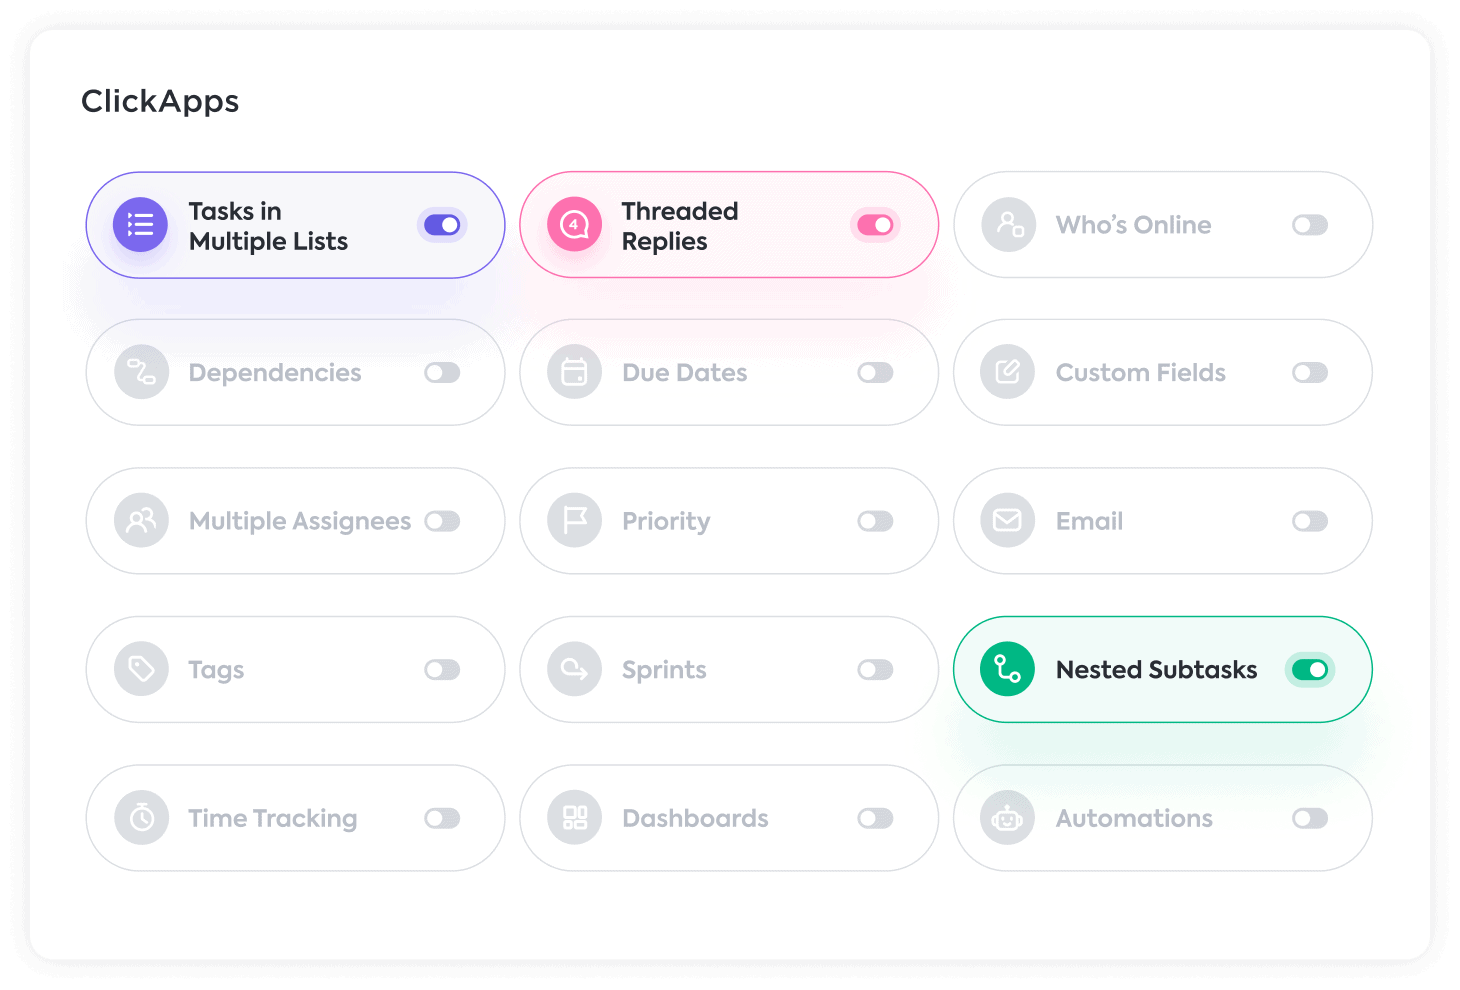 ClickApps
Tasks in
Multiple Lists
4
Threaded
Replies
Who’s Online
Dependencies
Due Dates
Custom Fields
Multiple Assignees
Priority
Email
Tags
Sprints
Nested Subtasks
Time Tracking
Dashboards
Automations